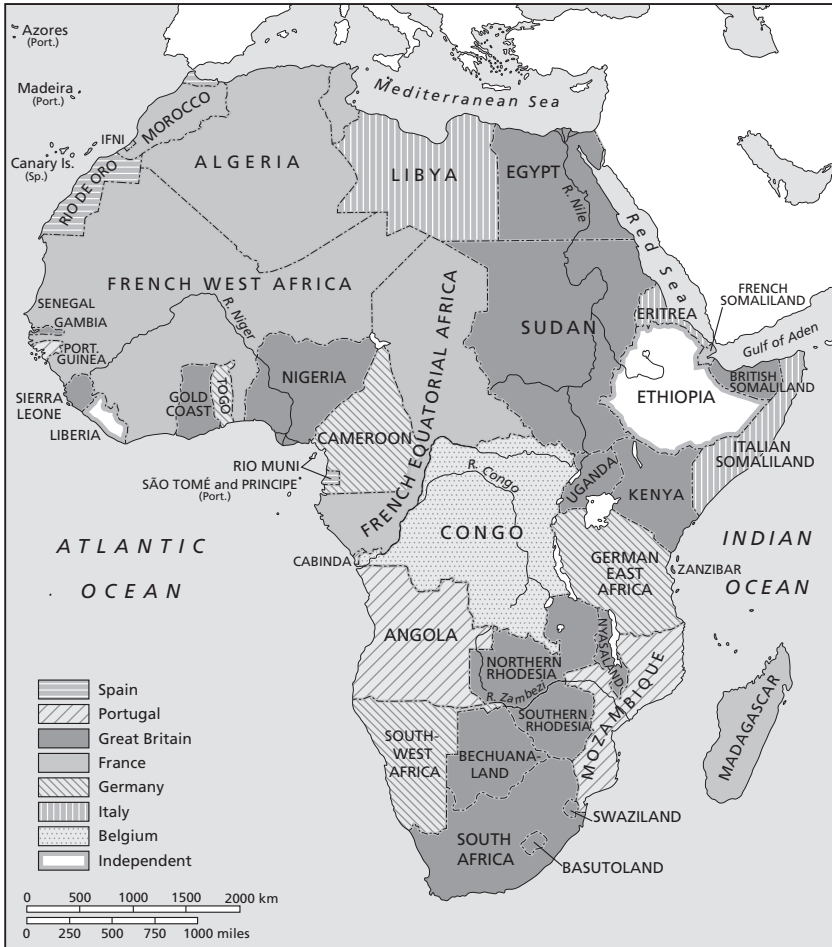 Azores
(Port.)
Madeira
(Port.)
Canary Is.
(Sp.)
IFNI
MOROCCO
RIO DE ORO
ALGERIA
Mediterranean Sea
LIBYA
EGYPT
R. Nile
Red Sea
FRENCH WEST AFRICA
R. Niger
SENEGAL
GAMBIA
PORT.
GUINEA
SIERRA
LEONE
LIBERIA
GOLD
COAST
TOGO
NIGERIA
CAMEROON
FRENCH EQUATORIAL AFRICA
SUDAN
ERITREA
FRENCH
SOMALILAND
Gulf of Aden
BRITISH
SOMALILAND
ETHIOPIA
ITALIAN
SOMALILAND
RIO MUNI
SÃO TOMÉ and PRINCIPE
(Port.)
R. Congo
UGANDA
KENYA
CONGO
CABINDA
GERMAN
EAST
AFRICA
ZANZIBAR
ATLANTIC
OCEAN
INDIAN
OCEAN
ANGOLA
NORTHERN
RHODESIA
NYASALAND
R. Zambezi
SOUTHERN
RHODESIA
MOZAMBIQUE
MADAGASCAR
SOUTH-
WEST
AFRICA
BECHUANA-
LAND
SWAZILAND
SOUTH
AFRICA
BASUTOLAND
Spain
Portugal
Great Britain
France
Germany
Italy
Belgium
Independent
0 500 1000 1500 2000 km
0 250 500 750 1000 miles